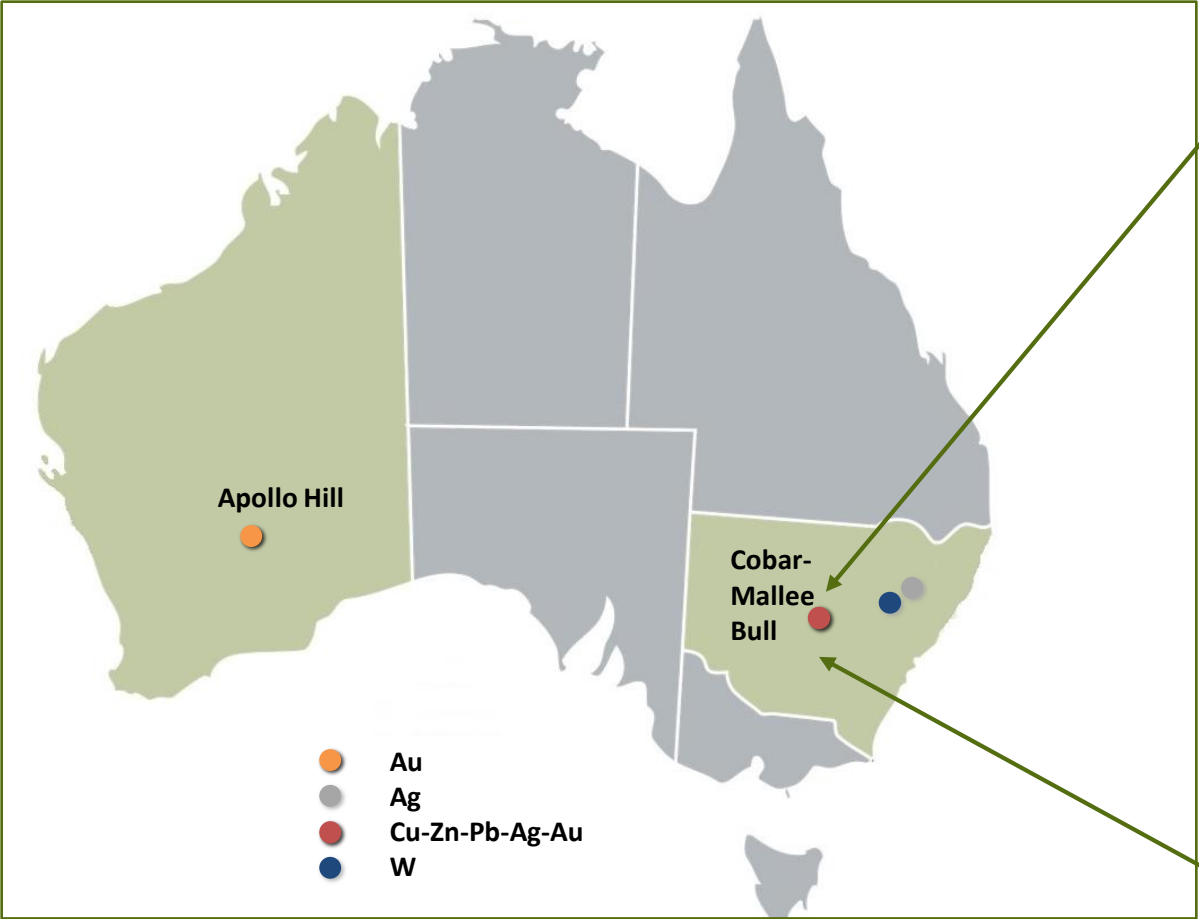 Apollo Hill
Cobar-
Mallee
Bull
Au
Ag
Cu-Zn-Pb-Ag-Au
W